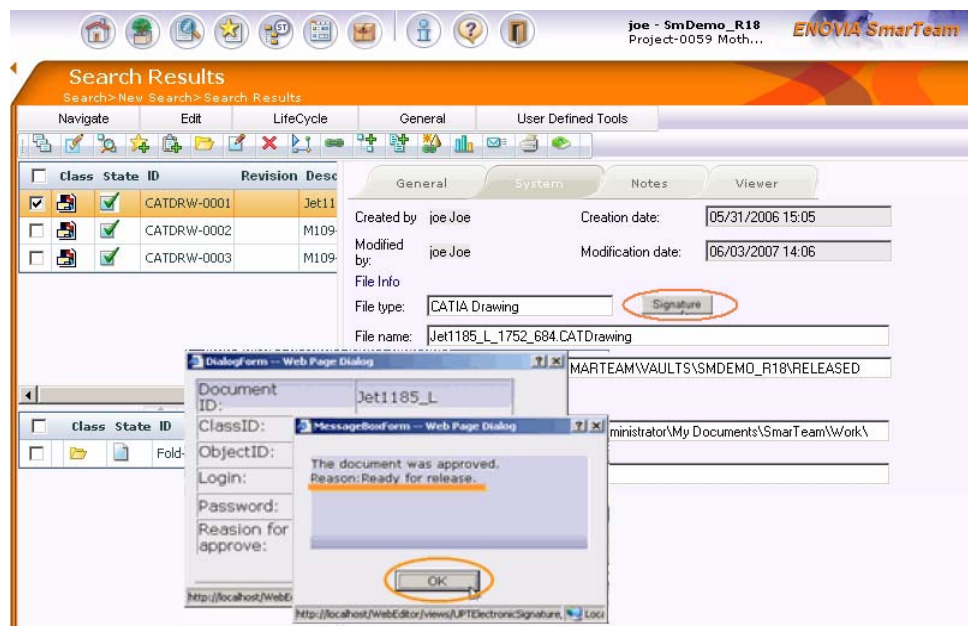 joe - SmDemo_R18
Project-0059 Moth...
ENOVIA SmarTeam
Search Results
Search>New Search>Search Results
Navigate Edit LifeCycle General User Defined Tools
Class State ID Revision Desc
General System Notes Viewer
CATDRW-0001 Jet11
CATDRW-0002 M109-
CATDRW-0003 M109-
Created by joe Joe Creation date: 05/31/2006 15:05
Modified by: joe Joe Modification date: 06/03/2007 14:06
File Info
File type: CATIA Drawing Signature
File name: Jet1185_L_1752_684.CATDrawing
MARTEAM\VAULTS\SMDEMO_R18\RELEASED
ministrator\My Documents\SmarTeam\Work\
Class State ID
Fold-
DialogForm -- Web Page Dialog
Document ID: Jet1185_L
ClassID:
ObjectID:
Login:
Password:
Reasion for approve:
http://localhost/WebE
MessageBoxForm -- Web Page Dialog
The document was approved.
Reason:Ready for release.
OK
http://localhost/WebEditor/views/UPTElectronicSignature, Loca